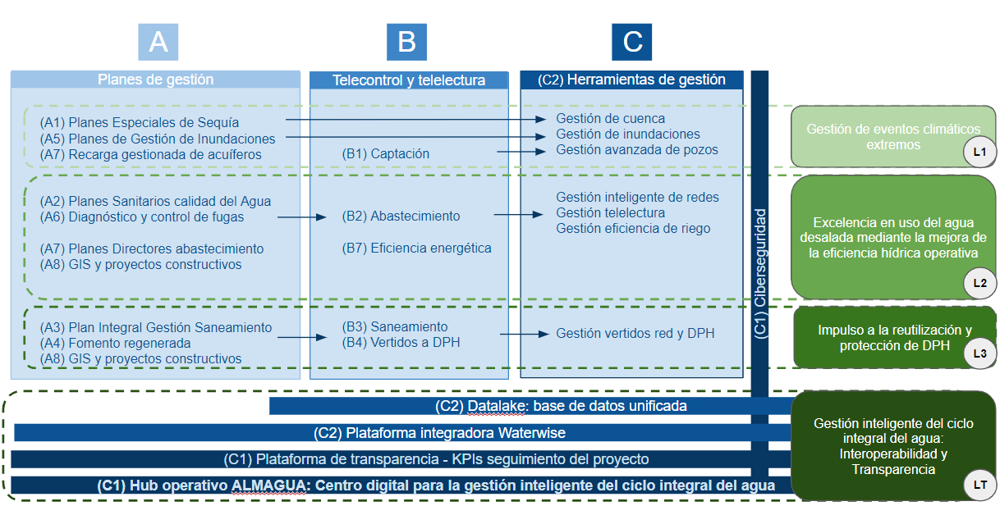 A
B
C
Planes de gestión
Telecontrol y telelectura
(C2) Herramientas de gestión
(A1) Planes Especiales de Sequía
(A5) Planes de Gestión de Inundaciones
(A7) Recarga gestionada de acuíferos
(B1) Captación
Gestión de cuenca
Gestión de inundaciones
Gestión avanzada de pozos
Gestión de eventos climáticos
extremos
L1
(A2) Planes Sanitarios calidad del Agua
(A6) Diagnóstico y control de fugas
(A7) Planes Directores abastecimiento
(A8) GIS y proyectos constructivos
(B2) Abastecimiento
(B7) Eficiencia energética
Gestión inteligente de redes
Gestión telelectura
Gestión eficiencia de riego
(C1) Ciberseguridad
Excelencia en uso del agua
desalada mediante la mejora de
la eficiencia hídrica operativa
L2
(A3) Plan Integral Gestión Saneamiento
(A4) Fomento regenerada
(A8) GIS y proyectos constructivos
(B3) Saneamiento
(B4) Vertidos a DPH
Gestión vertidos red y DPH
Impulso a la reutilización y
protección de DPH
L3
(C2) Datalake: base de datos unificada
(C2) Plataforma integradora Waterwise
(C1) Plataforma de transparencia - KPIs seguimiento del proyecto
(C1) Hub operativo ALMAGUA: Centro digital para la gestión inteligente del ciclo integral del agua
Gestión inteligente del ciclo
integral del agua:
Interoperabilidad y
Transparencia
LT